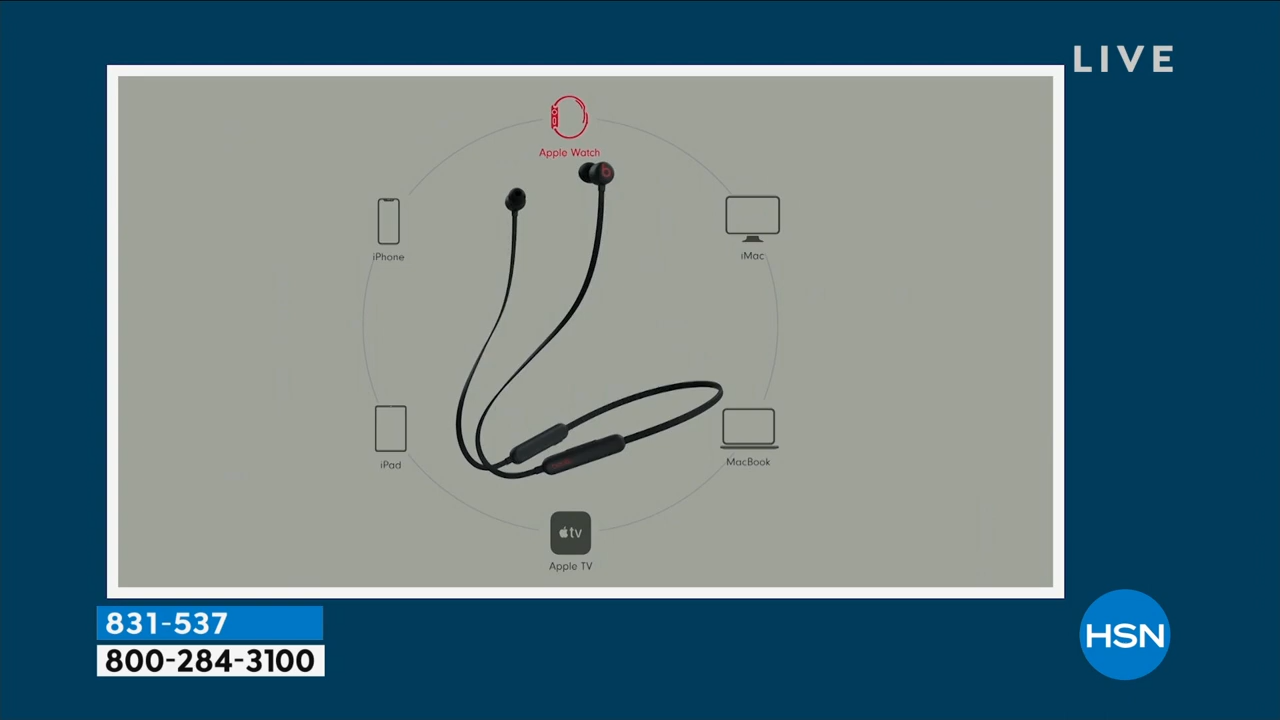 LIVE
Apple Watch
iPhone
iMac
iPad
MacBook
tv
Apple TV
831-537
800-284-3100
HSN